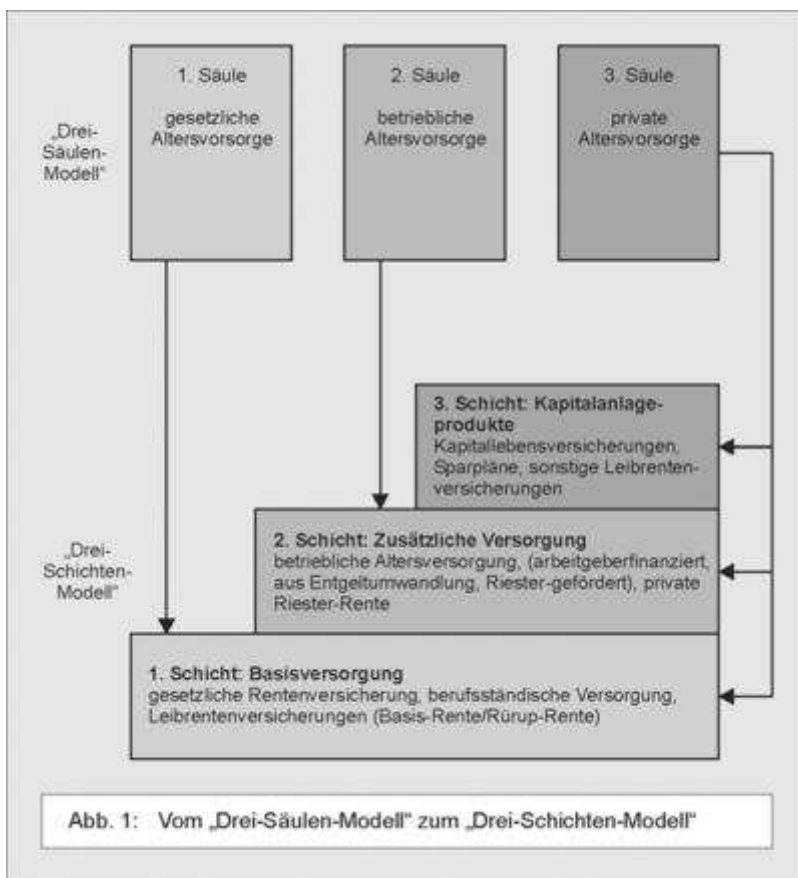 1. Säule
gesetzliche
Altersvorsorge
2. Säule
betriebliche
Altersvorsorge
3. Säule
private
Altersvorsorge
„Drei-
Säulen-
Modell“
3. Schicht: Kapitalanlage-
produkte
Kapitallebensversicherungen,
Sparpläne, sonstige Leibrenten-
versicherungen
„Drei-
Schichten-
Modell“
2. Schicht: Zusätzliche Versorgung
betriebliche Altersversorgung, (arbeitgeberfinanziert,
aus Entgeltumwandlung, Riester-gefördert), private
Riester-Rente
1. Schicht: Basisversorgung
gesetzliche Rentenversicherung, berufsständische Versorgung,
Leibrentenversicherungen (Basis-Rente/Rürup-Rente)
Abb. 1: Vom „Drei-Säulen-Modell“ zum „Drei-Schichten-Modell“